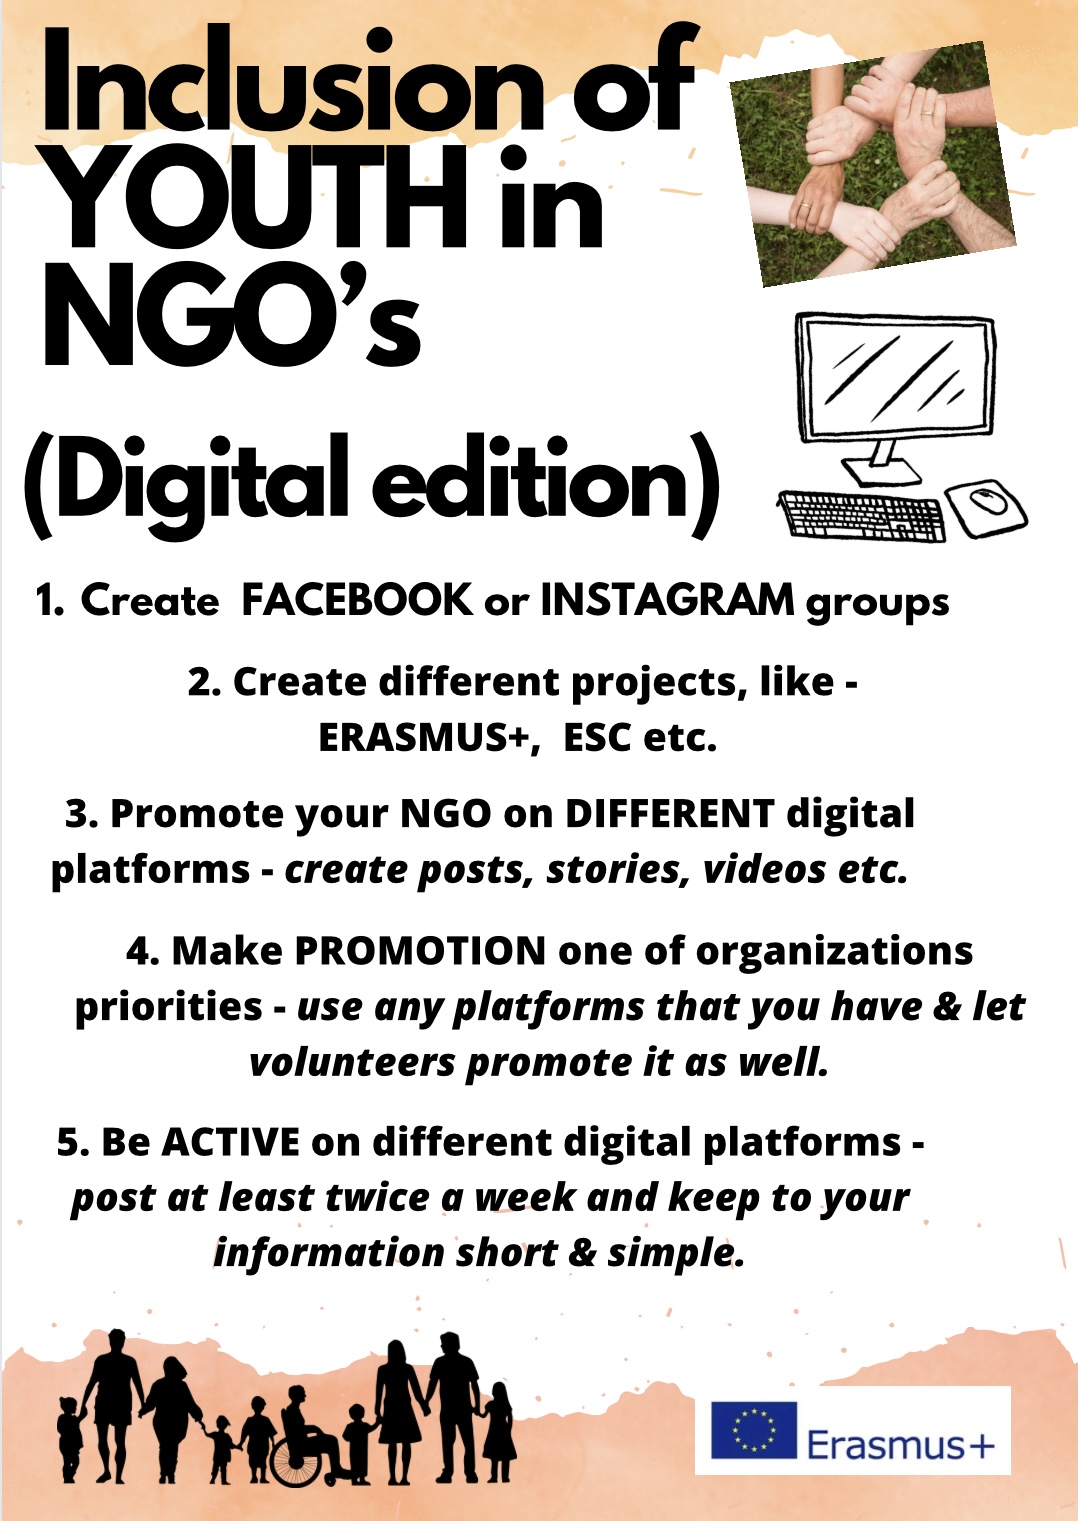 Inclusion of
YOUTH in
NGO’s
(Digital edition)
1. Create FACEBOOK or INSTAGRAM groups
2. Create different projects, like -
ERASMUS+, ESC etc.
3. Promote your NGO on DIFFERENT digital
platforms - create posts, stories, videos etc.
4. Make PROMOTION one of organizations
priorities - use any platforms that you have & let
volunteers promote it as well.
5. Be ACTIVE on different digital platforms -
post at least twice a week and keep to your
information short & simple.
Erasmus+